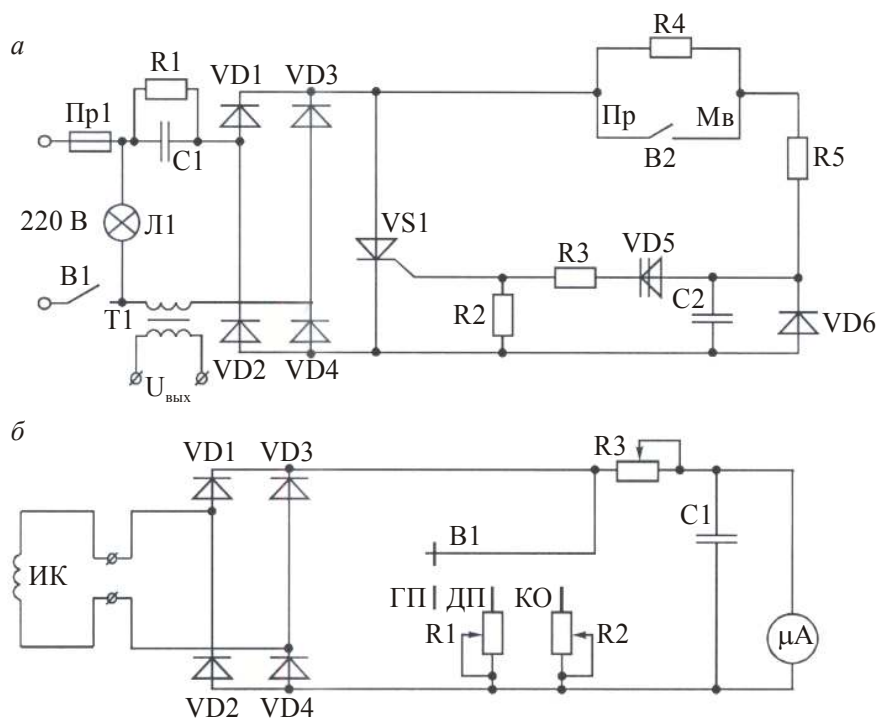 а
R1
VD1
VD3
R4
Пр1
Пр
Мв
C1
B2
R5
220 В
Л1
VS1
VD5
R3
В1
C2
T1
R2
VD6
VD2
VD4
Uвых
б
VD1
VD3
R3
B1
C1
ИК
ГП
ДП
КО
R1
R2
μA
VD2
VD4